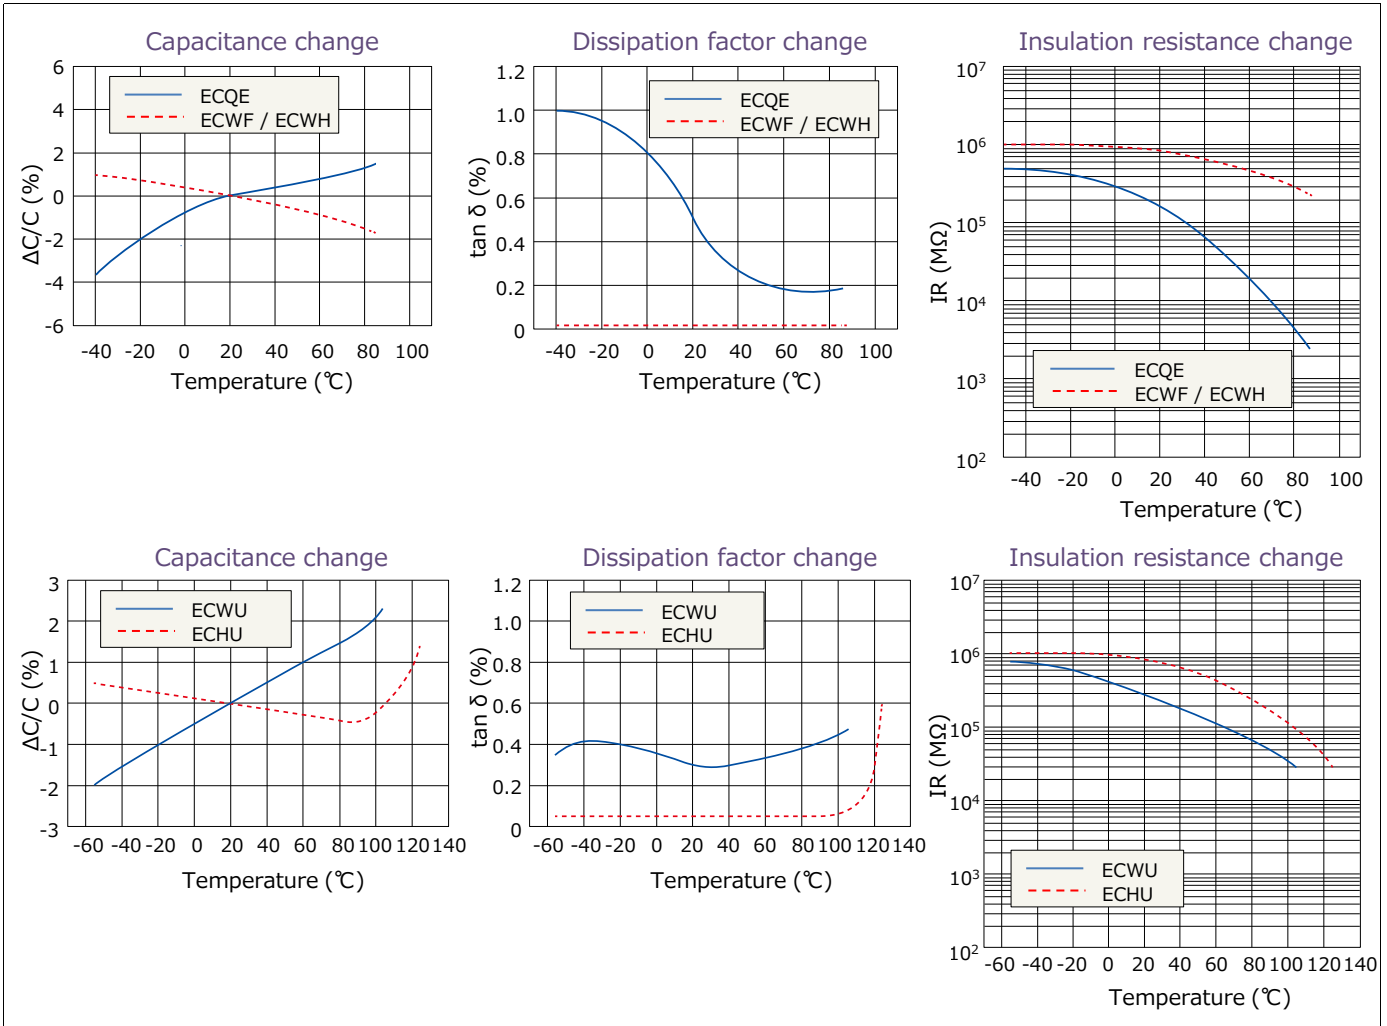 Capacitance change
6
4
2
0
-2
-4
-6
ΔC/C (%)
ECQE
ECWF / ECWH
-40 -20 0 20 40 60 80 100
Temperature (℃)
Dissipation factor change
1.2
1.0
0.8
0.6
0.4
0.2
0
tan δ (%)
ECQE
ECWF / ECWH
-40 -20 0 20 40 60 80 100
Temperature (℃)
Insulation resistance change
10⁷
10⁶
10⁵
10⁴
10³
10²
IR (MΩ)
ECQE
ECWF / ECWH
-40 -20 0 20 40 60 80 100
Temperature (℃)
Capacitance change
3
2
1
0
-1
-2
-3
ΔC/C (%)
ECWU
ECHU
-60 -40 -20 0 20 40 60 80 100 120 140
Temperature (℃)
Dissipation factor change
1.2
1.0
0.8
0.6
0.4
0.2
0
tan δ (%)
ECWU
ECHU
-60 -40 -20 0 20 40 60 80 100 120 140
Temperature (℃)
Insulation resistance change
10⁷
10⁶
10⁵
10⁴
10³
10²
IR (MΩ)
ECWU
ECHU
-60 -40 -20 0 20 40 60 80 100 120 140
Temperature (℃)